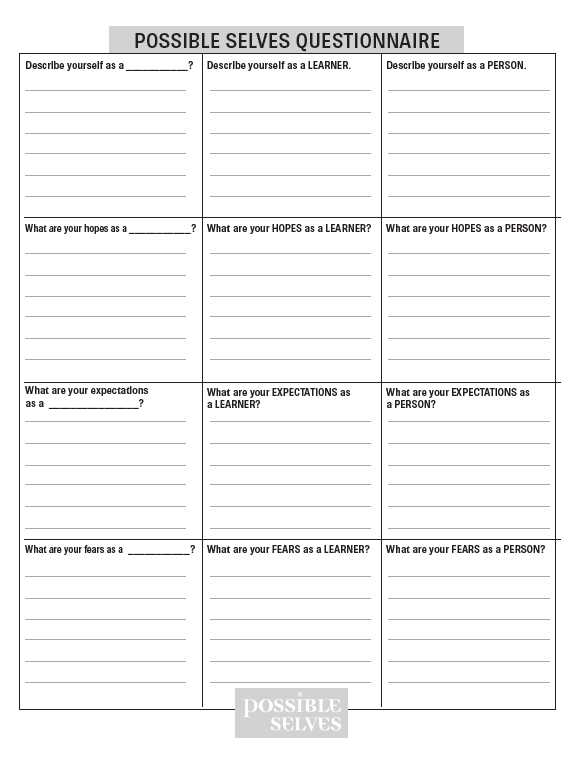 POSSIBLE SELVES QUESTIONNAIRE
Describe yourself as a ___________?
Describe yourself as a LEARNER.
Describe yourself as a PERSON.
What are your hopes as a ___________?
What are your HOPES as a LEARNER?
What are your HOPES as a PERSON?
What are your expectations
as a ________________?
What are your EXPECTATIONS as
a LEARNER?
What are your EXPECTATIONS as
a PERSON?
What are your fears as a ___________?
What are your FEARS as a LEARNER?
What are your FEARS as a PERSON?
POSSIBLE
SELVES